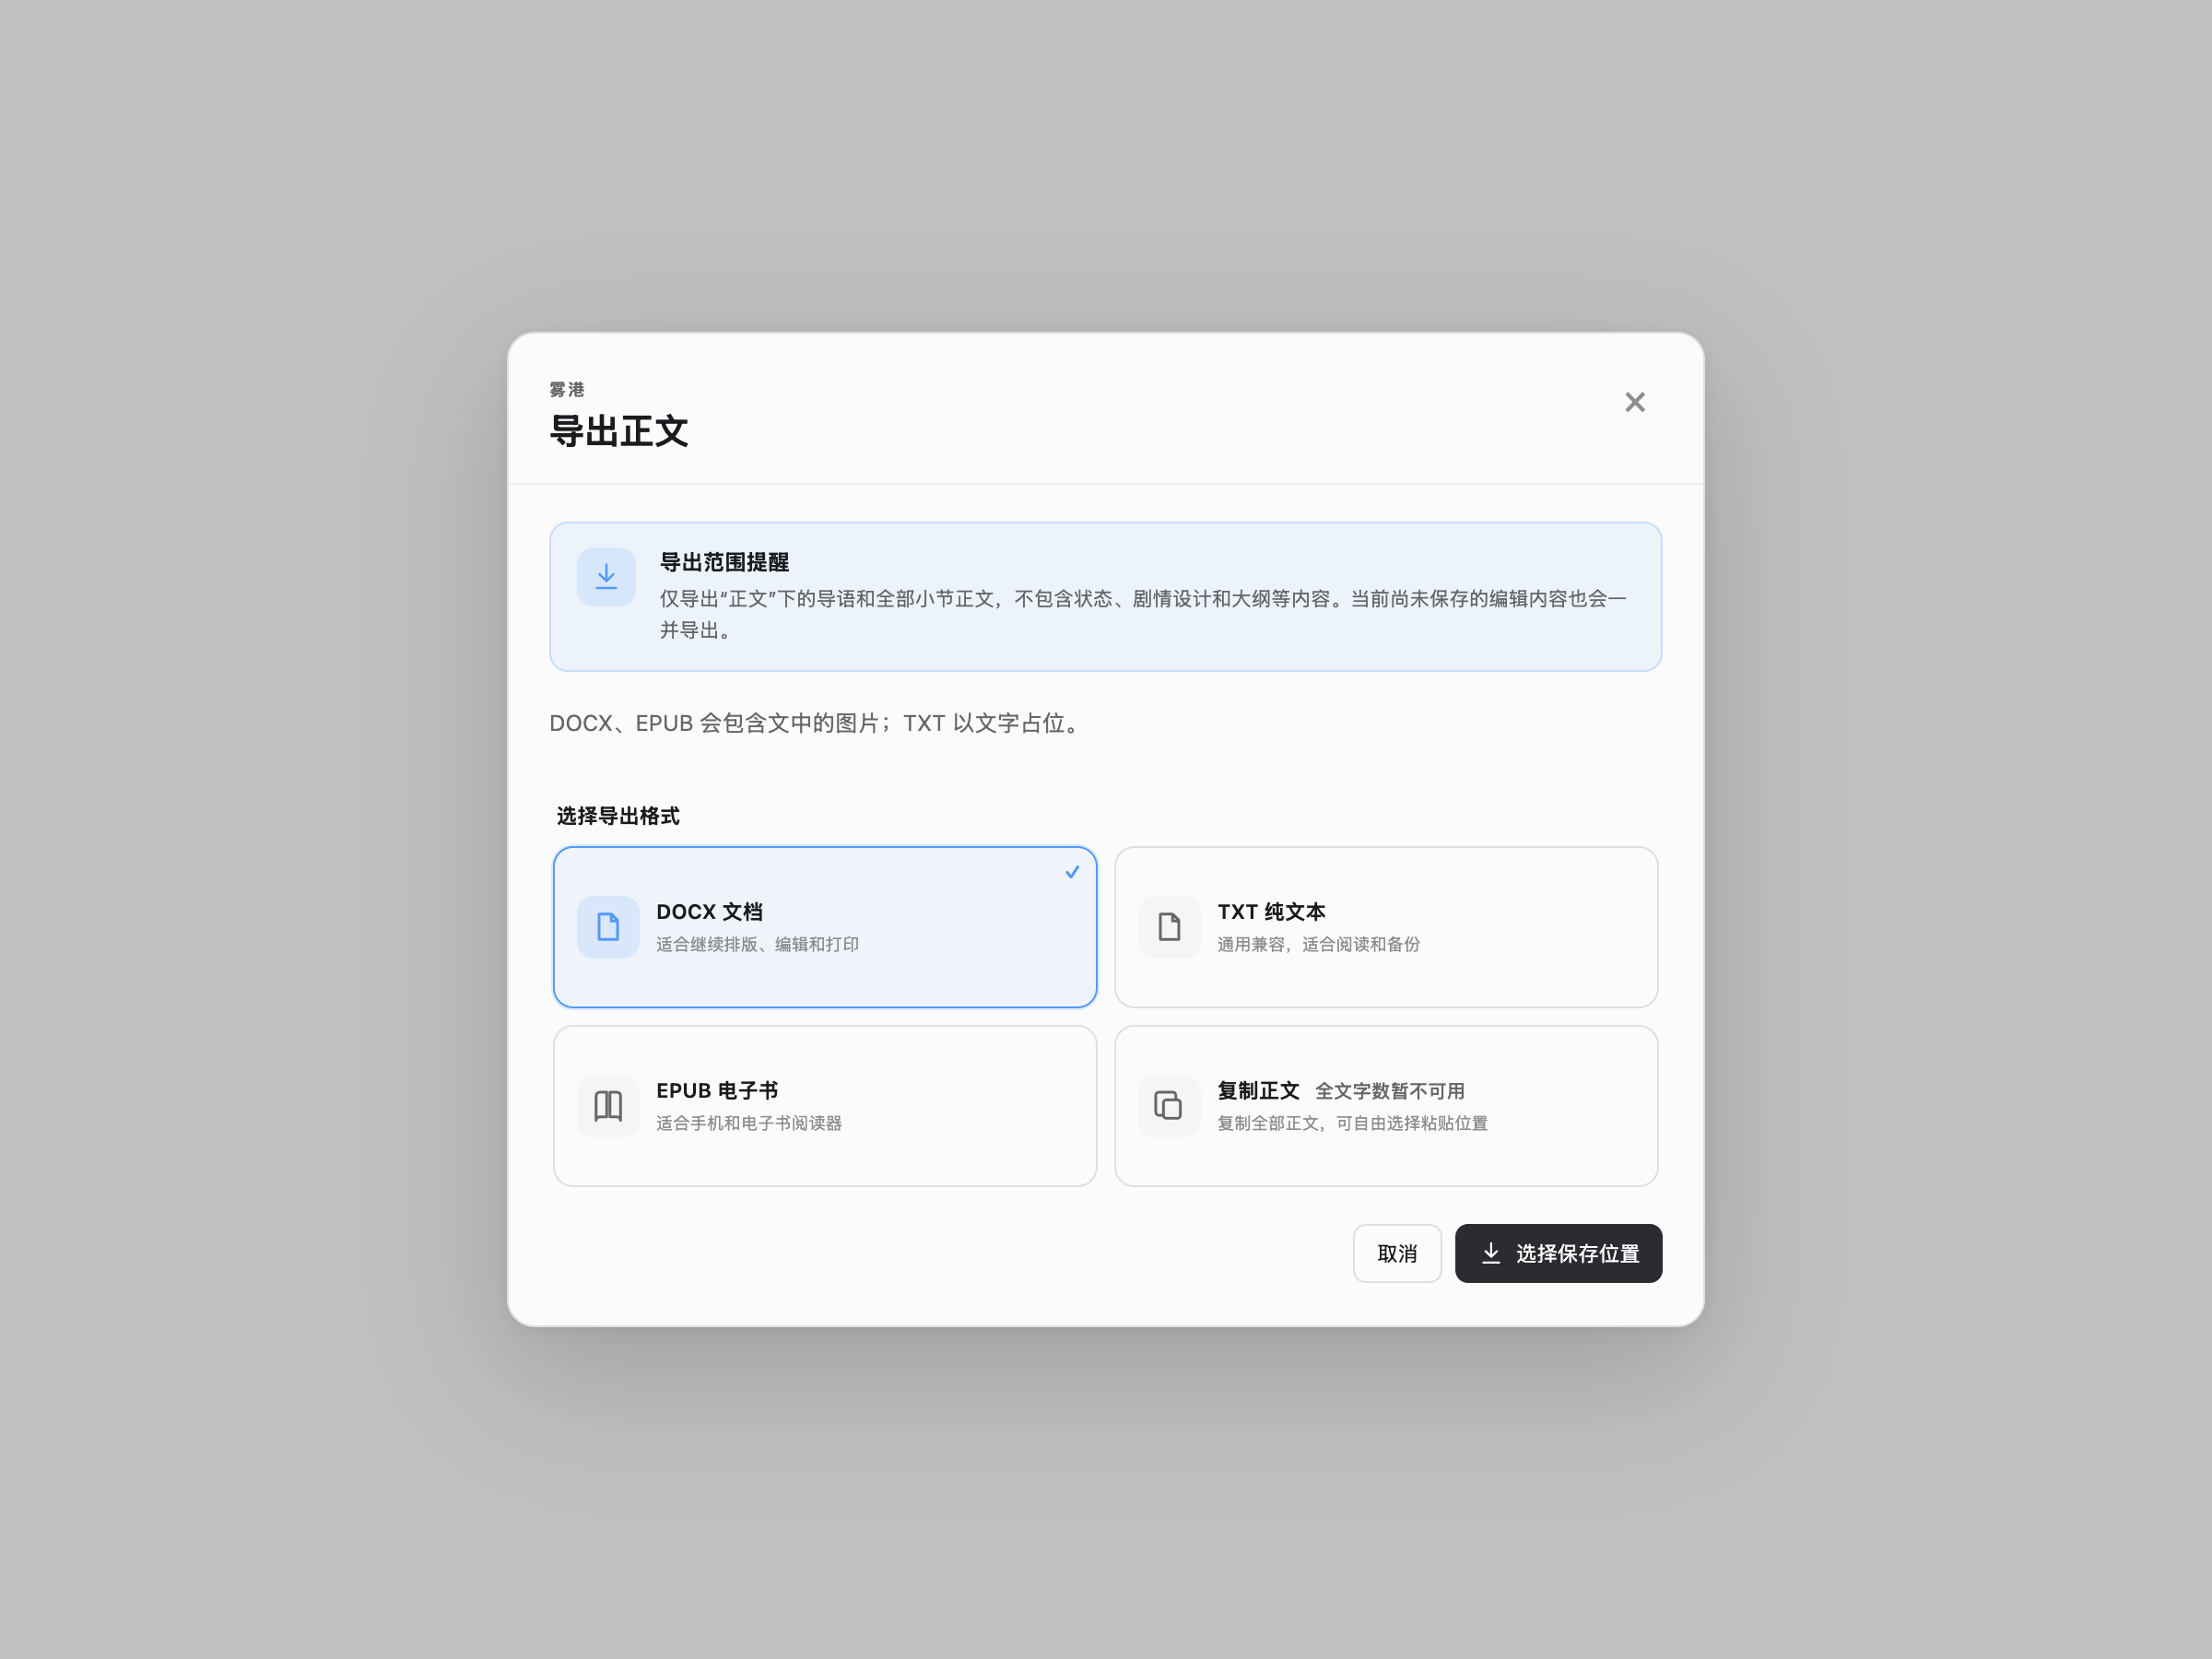 雾港
导出正文
导出范围提醒
仅导出“正文”下的导语和全部小节正文，不包含状态、剧情设计和大纲等内容。当前尚未保存的编辑内容也会一
并导出。
DOCX、EPUB 会包含文中的图片；TXT 以文字占位。
选择导出格式
DOCX 文档
适合继续排版、编辑和打印
TXT 纯文本
通用兼容，适合阅读和备份
EPUB 电子书
适合手机和电子书阅读器
复制正文 全文字数暂不可用
复制全部正文，可自由选择粘贴位置
取消
选择保存位置